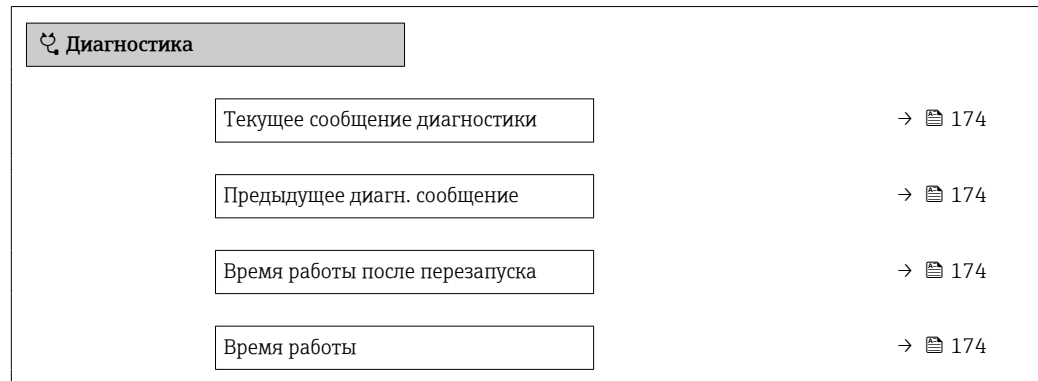 Диагностика
Текущее сообщение диагностики → 174
Предыдущее диагн. сообщение → 174
Время работы после перезапуска → 174
Время работы → 174